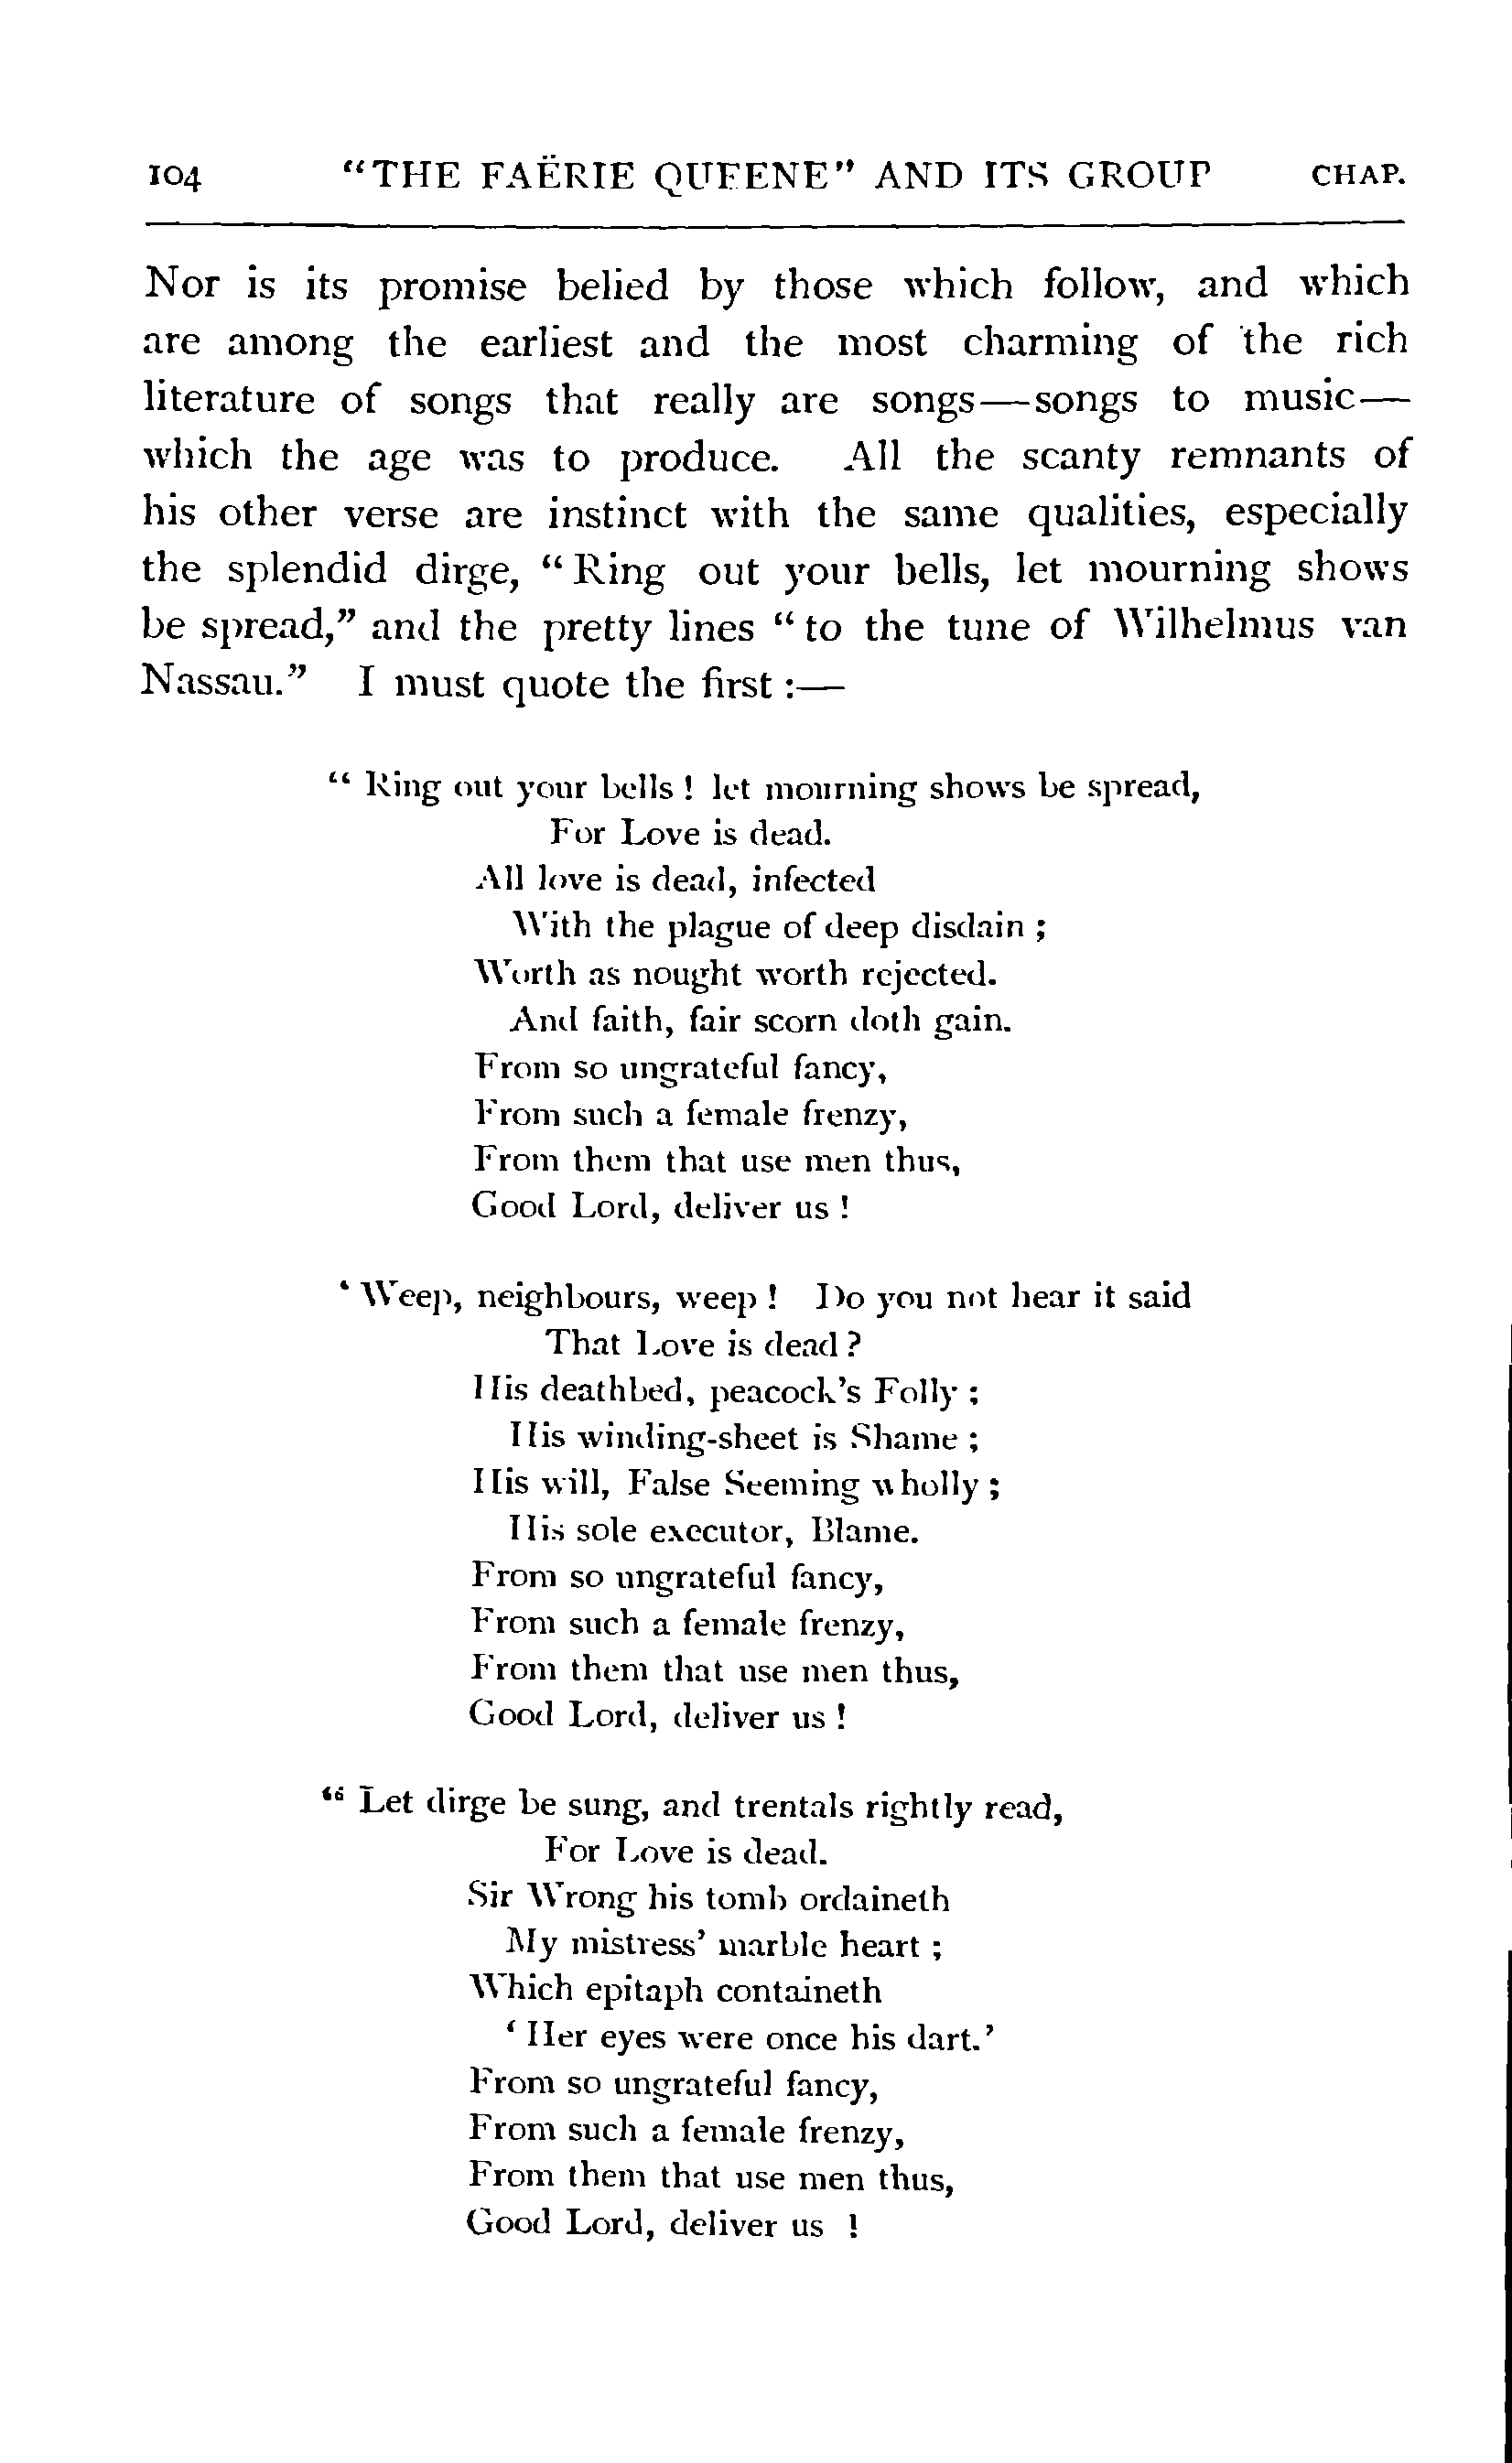 104 "THE FAËRIE QUEENE" AND ITS GROUP CHAP.
Nor is its promise belied by those which follow, and which
are among the earliest and the most charming of the rich
literature of songs that really are songs—songs to music—
which the age was to produce. All the scanty remnants of
his other verse are instinct with the same qualities, especially
the splendid dirge, "Ring out your bells, let mourning shows
be spread," and the pretty lines "to the tune of Wilhelmus van
Nassau." I must quote the first :—
"Ring out your bells ! let mourning shows be spread,
For Love is dead.
All love is dead, infected
With the plague of deep disdain ;
Worth as nought worth rejected.
And faith, fair scorn doth gain.
From so ungrateful fancy,
From such a female frenzy,
From them that use men thus,
Good Lord, deliver us !
' Weep, neighbours, weep ! Do you not hear it said
That Love is dead ?
His deathbed, peacock's Folly ;
His winding-sheet is Shame ;
His will, False Seeming wholly ;
His sole executor, Blame.
From so ungrateful fancy,
From such a female frenzy,
From them that use men thus,
Good Lord, deliver us !
" Let dirge be sung, and trentals rightly read,
For Love is dead.
Sir Wrong his tomb ordaineth
My mistress' marble heart ;
Which epitaph containeth
' Her eyes were once his dart.'
From so ungrateful fancy,
From such a female frenzy,
From them that use men thus,
Good Lord, deliver us !